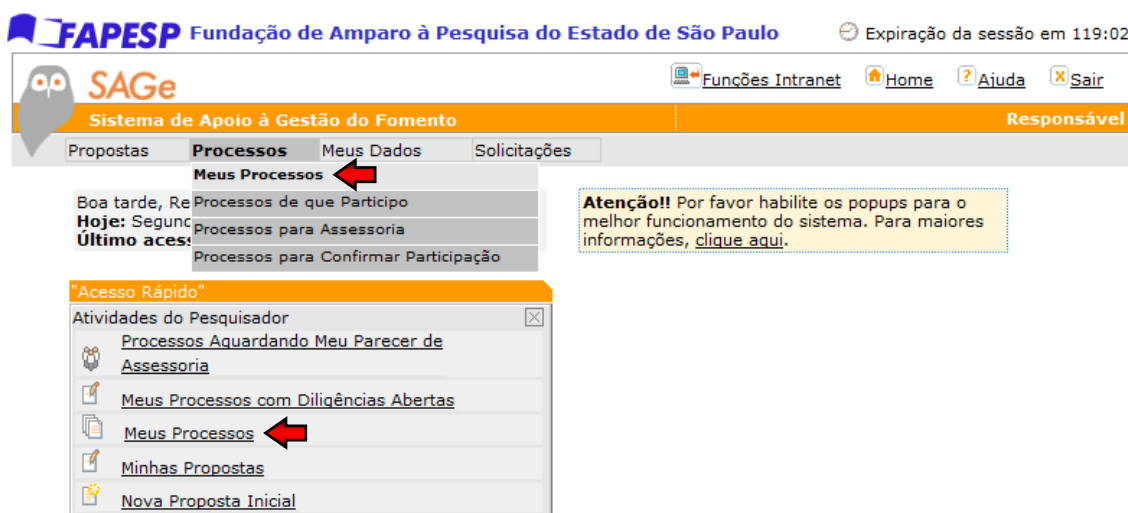 FAPESP Fundação de Amparo à Pesquisa do Estado de São Paulo Expiração da sessão em 119:02
SAGe Funções Intranet Home Ajuda Sair
Sistema de Apoio à Gestão do Fomento Responsável
Propostas Processos Meus Dados Solicitações
Meus Processos
Processos de que Participo
Processos para Assessoria
Processos para Confirmar Participação
Boa tarde, Re
Hoje: Segund
Último aces
Atenção!! Por favor habilite os popups para o
melhor funcionamento do sistema. Para maiores
informações, clique aqui.
"Acesso Rápido"
Atividades do Pesquisador
Processos Aguardando Meu Parecer de
Assessoria
Meus Processos com Diligências Abertas
Meus Processos
Minhas Propostas
Nova Proposta Inicial